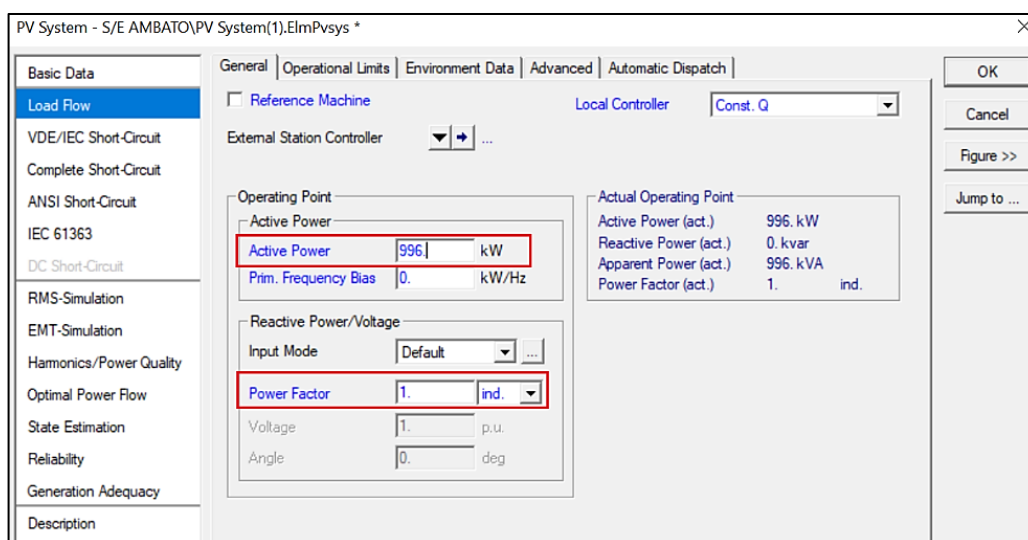 PV System - S/E AMBATO\PV System(1).ElmPvsys *
Basic Data
Load Flow
VDE/IEC Short-Circuit
Complete Short-Circuit
ANSI Short-Circuit
IEC 61363
DC Short-Circuit
RMS-Simulation
EMT-Simulation
Harmonics/Power Quality
Optimal Power Flow
State Estimation
Reliability
Generation Adequacy
Description
General Operational Limits Environment Data Advanced Automatic Dispatch
Reference Machine
Local Controller Const. Q
External Station Controller ...
Operating Point
Active Power
Active Power 996. kW
Prim. Frequency Bias 0. kW/Hz
Reactive Power/Voltage
Input Mode Default ...
Power Factor 1. ind.
Voltage 1. p.u.
Angle 0. deg
Actual Operating Point
Active Power (act.) 996. kW
Reactive Power (act.) 0. kvar
Apparent Power (act.) 996. kVA
Power Factor (act.) 1. ind.
OK
Cancel
Figure >>
Jump to ...